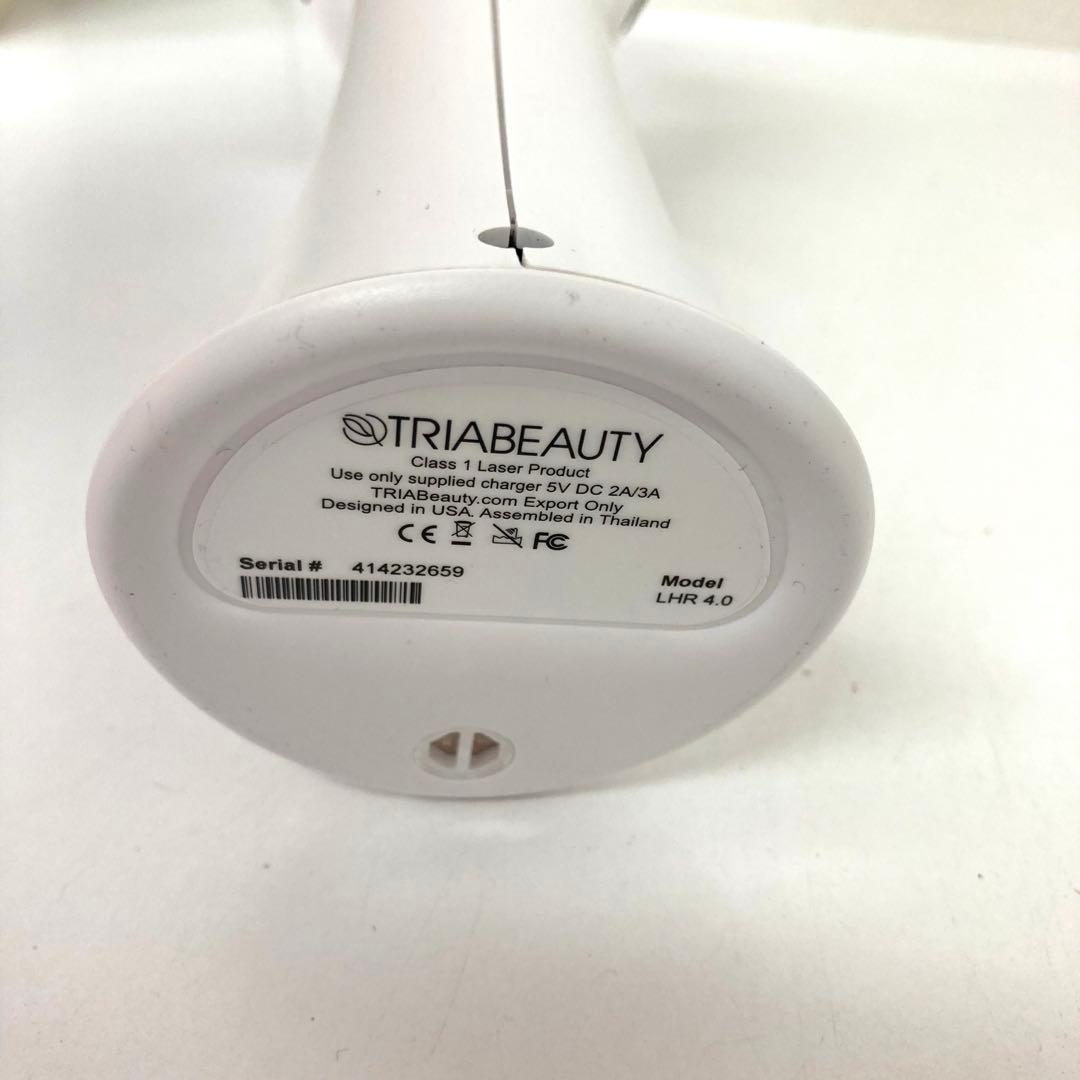 TRIABEAUTY
Class 1 Laser Product
Use only supplied charger 5V DC 2A/3A
TRIABeauty.com Export Only
Designed in USA. Assembled in Thailand
CE FC
Serial # 414232659
Model
LHR 4.0